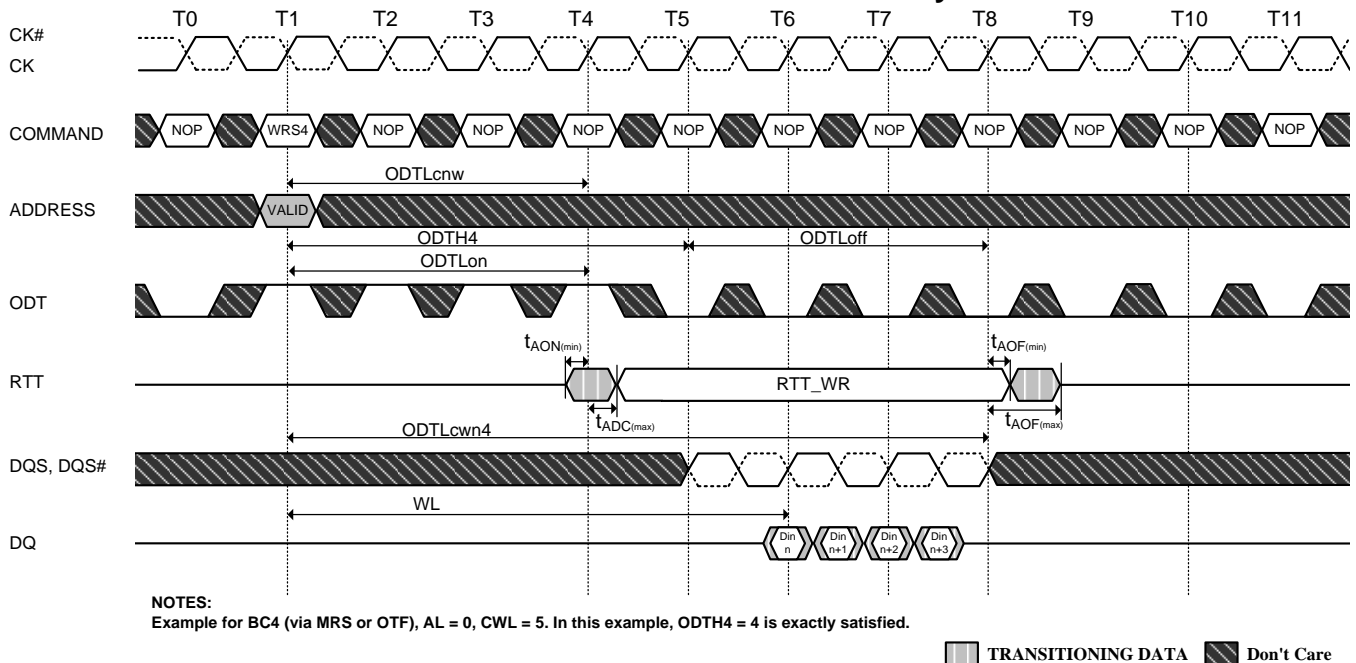 T0 T1 T2 T3 T4 T5 T6 T7 T8 T9 T10 T11
CK#
CK
COMMAND NOP WRS4 NOP NOP NOP NOP NOP NOP NOP NOP NOP NOP
ODTLcnw
ADDRESS VALID
ODTH4 ODTLoff
ODTLon
ODT
tAON(min) tAOF(min)
RTT RTT_WR
tADC(max) tAOF(max)
ODTLcwn4
DQS, DQS#
WL
DQ Din n Din n+1 Din n+2 Din n+3
NOTES:
Example for BC4 (via MRS or OTF), AL = 0, CWL = 5. In this example, ODTH4 = 4 is exactly satisfied.
TRANSITIONING DATA Don't Care